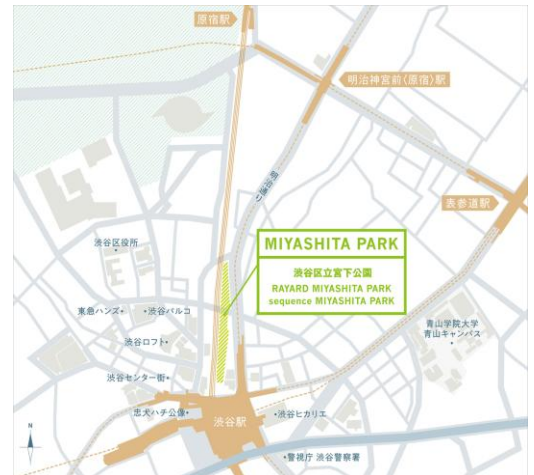 原宿駅
明治神宮前〈原宿〉駅
明治通り
表参道駅
MIYASHITA PARK
渋谷区立宮下公園
RAYARD MIYASHITA PARK
sequence MIYASHITA PARK
渋谷区役所
東急ハンズ
渋谷パルコ
渋谷ロフト
渋谷センター街
忠犬ハチ公像
渋谷駅
渋谷ヒカリエ
警視庁 渋谷警察署
青山学院大学
青山キャンパス
N